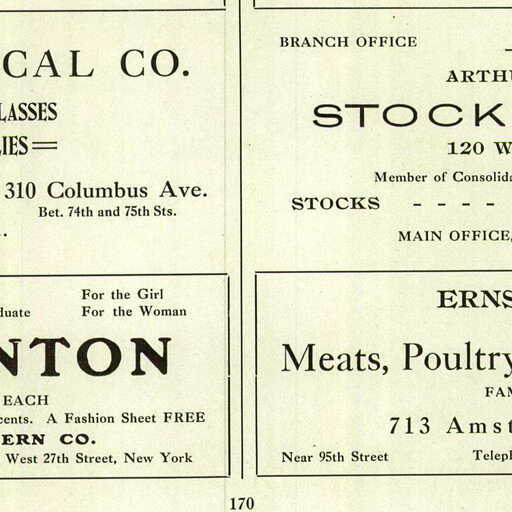 CAL CO.
LASSES
LIES=
310 Columbus Ave.
Bet. 74th and 75th Sts.
BRANCH OFFICE
ARTHU
STOCK
120 W
Member of Consolida
STOCKS - - - -
MAIN OFFICE,
For the Girl
duate For the Woman
NTON
EACH
cents. A Fashion Sheet FREE
ERN CO.
West 27th Street, New York
ERNS
Meats, Poultry
FAM
713 Amst
Near 95th Street Telep
170